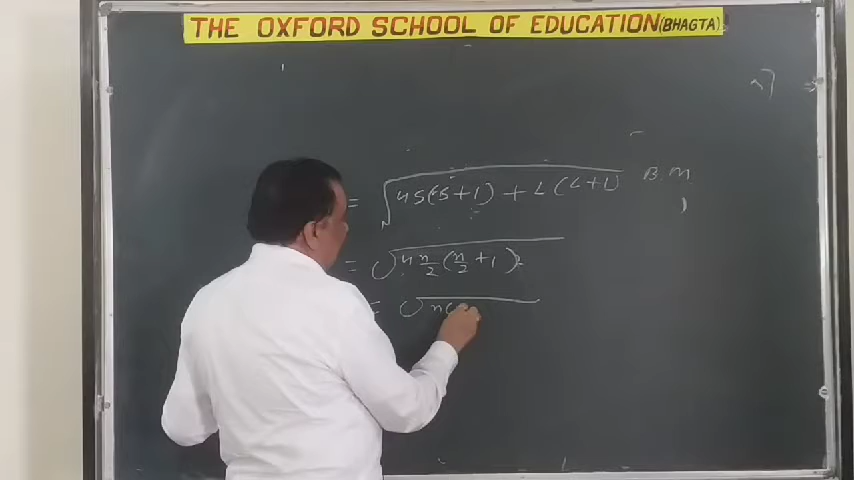 THE OXFORD SCHOOL OF EDUCATION (BHAGTA)
= √4S(S+1) + L(L+1) B.M.
= √4 n/2 (n/2 + 1)
= √n(